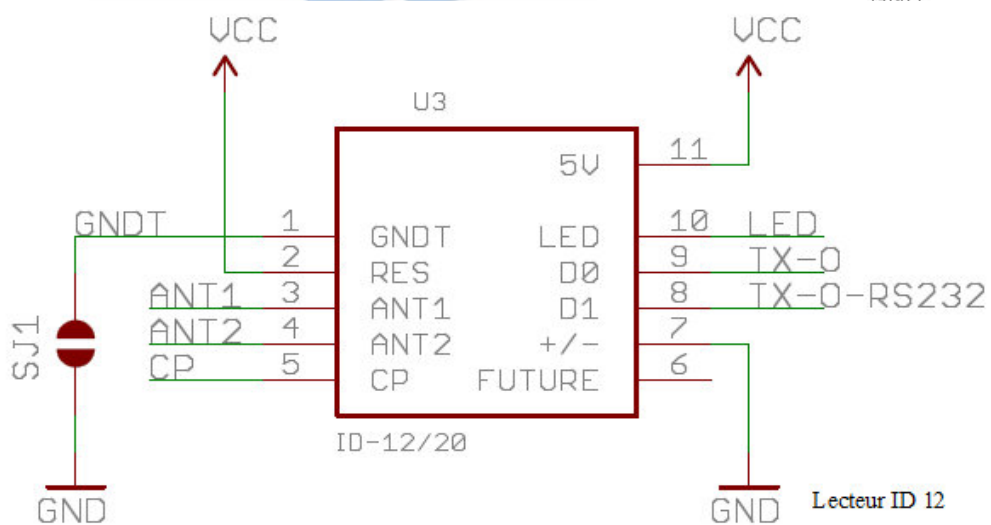 VCC
VCC
U3
5V
11
GNDT
1
GNDT
LED
10
LED
2
RES
D0
9
TX-O
ANT1
3
ANT1
D1
8
TX-O-RS232
ANT2
4
ANT2
+/-
7
CP
5
CP
FUTURE
6
SJ1
ID-12/20
GND
GND
Lecteur ID 12